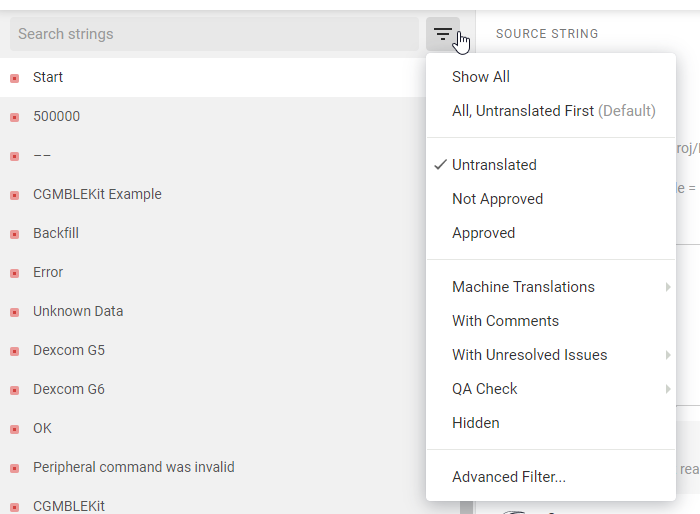 Search strings
SOURCE STRING
Start
500000
––
CGMBLEKit Example
Backfill
Error
Unknown Data
Dexcom G5
Dexcom G6
OK
Peripheral command was invalid
CGMBLEKit
Show All
All, Untranslated First (Default)
Untranslated
Not Approved
Approved
Machine Translations
With Comments
With Unresolved Issues
QA Check
Hidden
Advanced Filter...
roj/
le =
rea